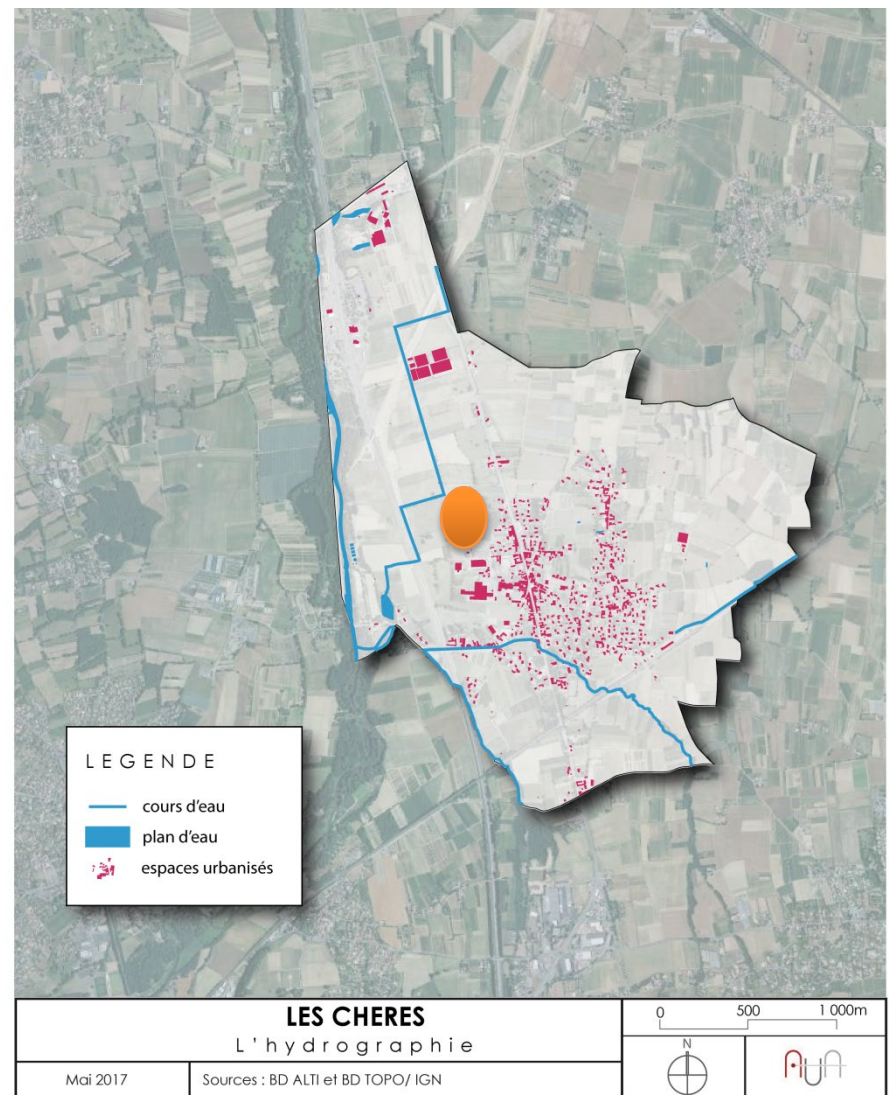 LEGENDE
cours d'eau
plan d'eau
espaces urbanisés
LES CHERES
L'hydrographie
Mai 2017
Sources : BD ALTI et BD TOPO/ IGN
0 500 1 000m
N
AUA